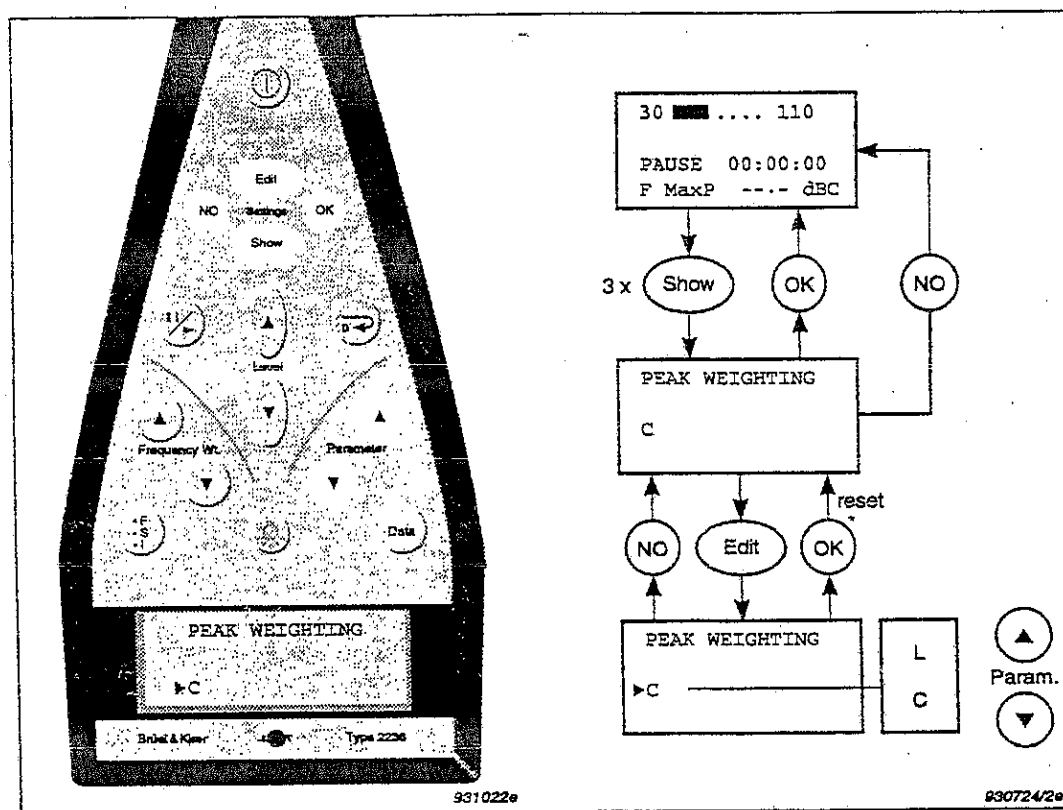 Edit
NO Settings OK
Show
Level
Frequency Wt.
Parameter
F
S
I
Data
PEAK WEIGHTING
►C
Brüel & Kjær Type 2236
931022e
30 .... 110
PAUSE 00:00:00
F MaxP --.- dBC
3 x Show OK NO
PEAK WEIGHTING
C
reset
NO Edit OK
PEAK WEIGHTING
►C
L
C
Param.
930724/2e